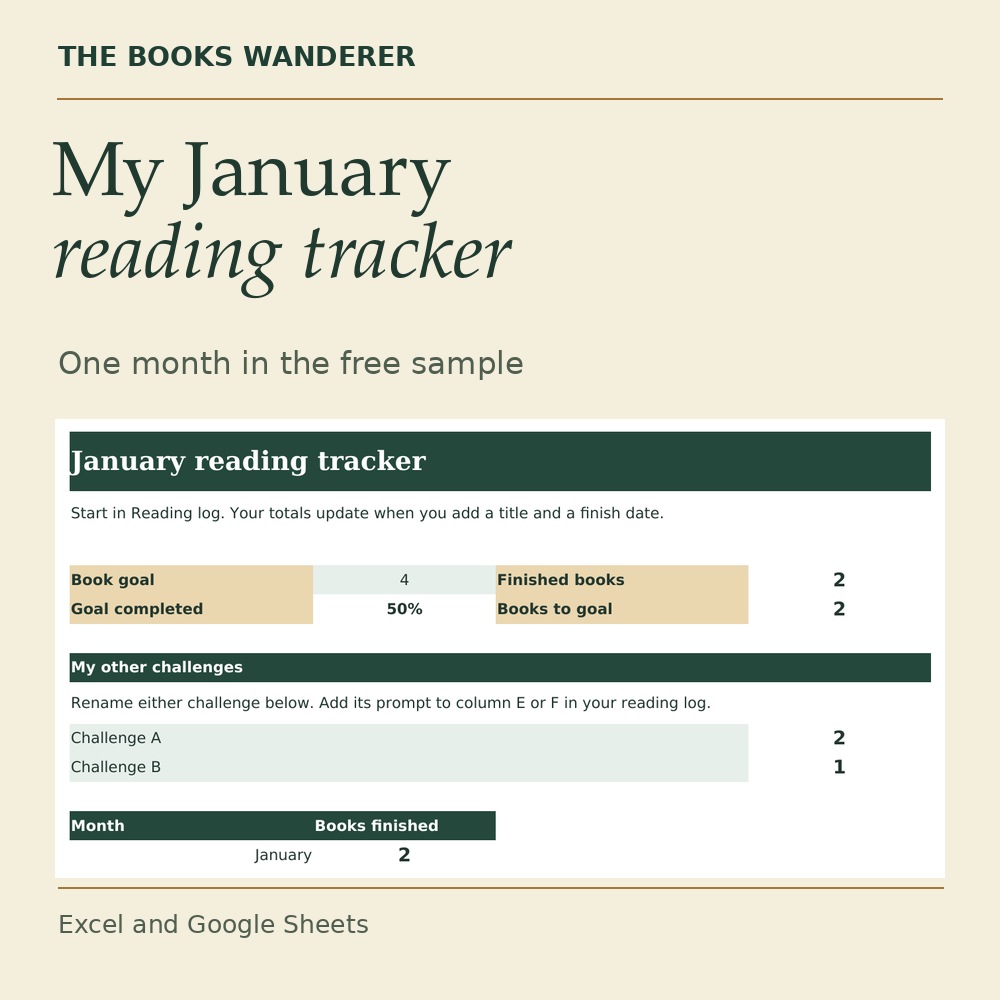 THE BOOKS WANDERER
My January
reading tracker
One month in the free sample
January reading tracker
Start in Reading log. Your totals update when you add a title and a finish date.
Book goal 4 Finished books 2
Goal completed 50% Books to goal 2
My other challenges
Rename either challenge below. Add its prompt to column E or F in your reading log.
Challenge A 2
Challenge B 1
Month Books finished
January 2
Excel and Google Sheets